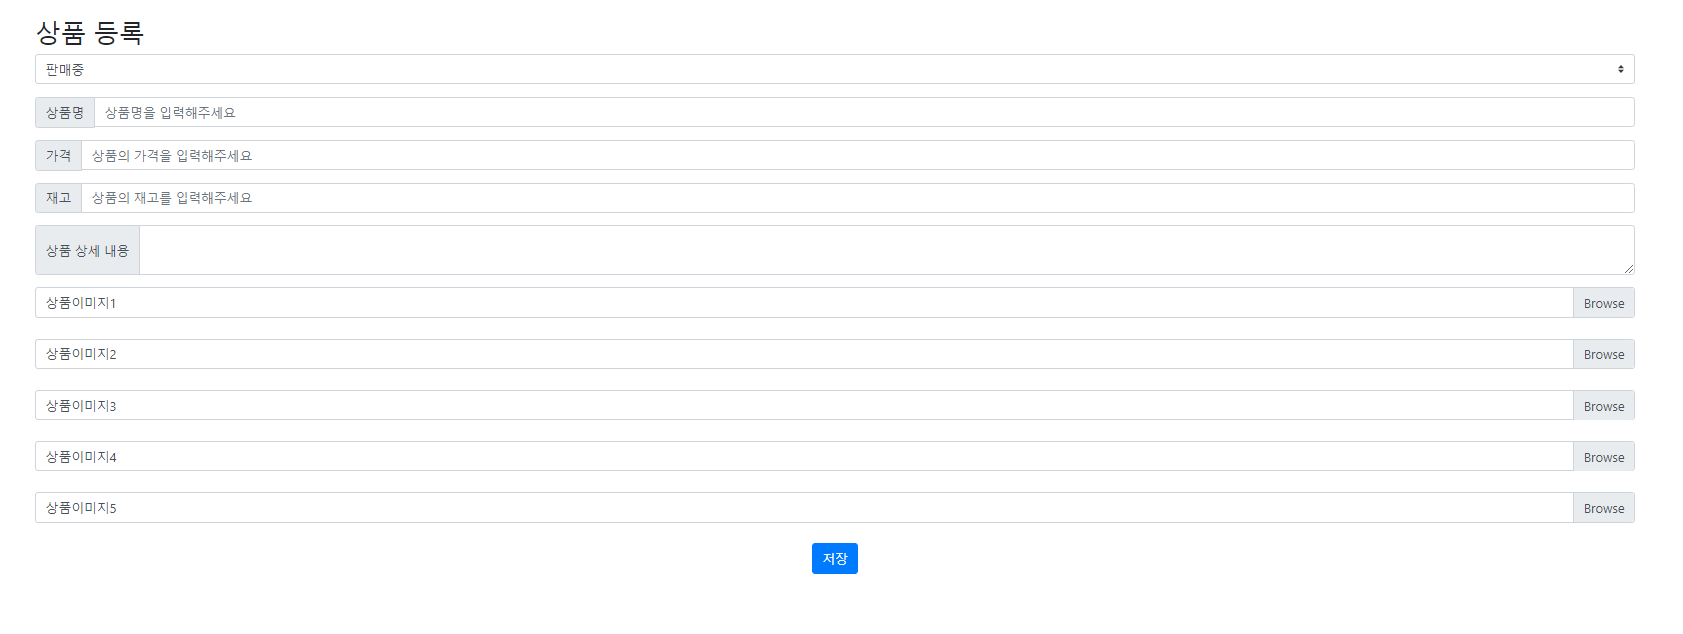 상품 등록
판매중
상품명 상품명을 입력해주세요
가격 상품의 가격을 입력해주세요
재고 상품의 재고를 입력해주세요
상품 상세 내용
상품이미지1 Browse
상품이미지2 Browse
상품이미지3 Browse
상품이미지4 Browse
상품이미지5 Browse
저장